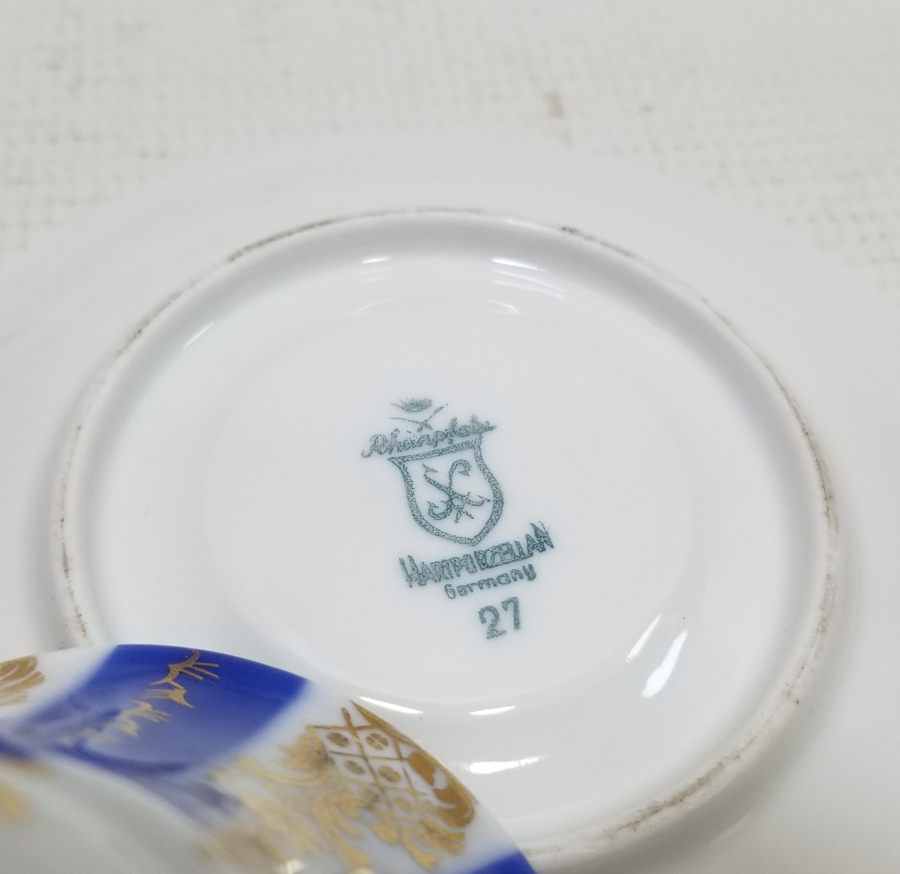 Rheinpfalz
HARTPORZELLAN
Germany
27